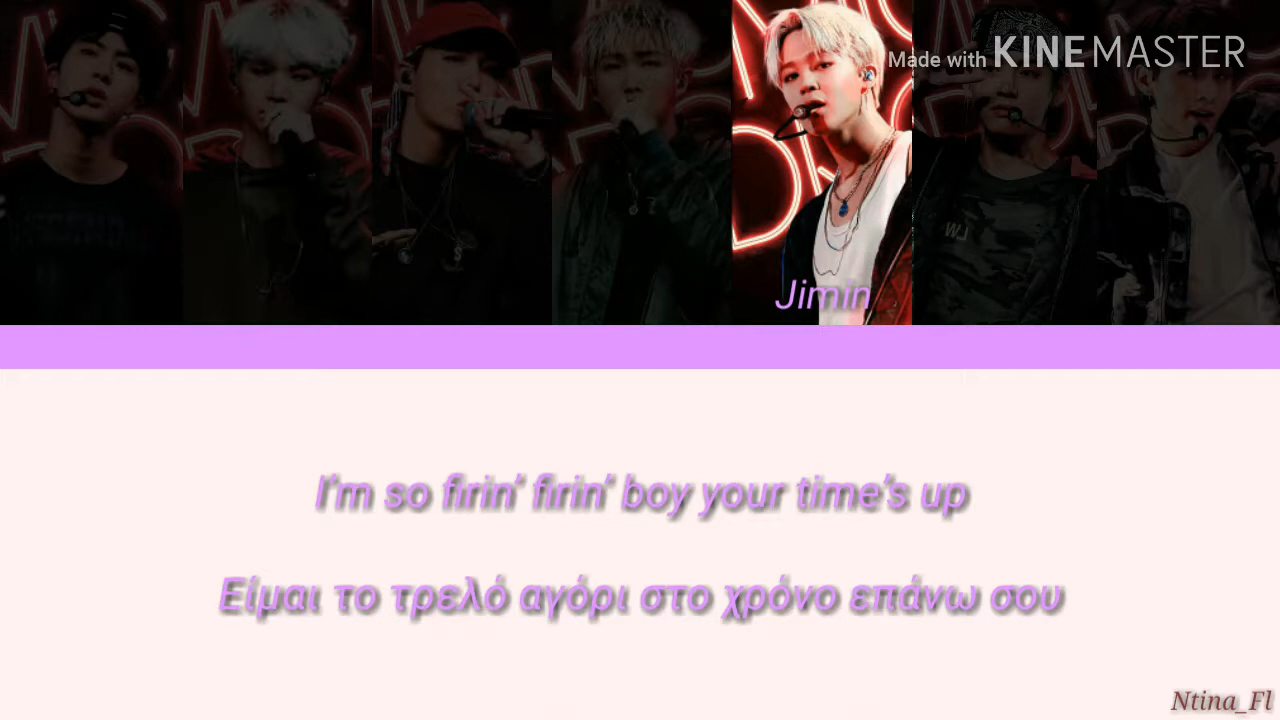 Made with KINEMASTER
Jimin
I'm so firin' firin' boy your time's up
Είμαι το τρελό αγόρι στο χρόνο επάνω σου
Ntina_Fl